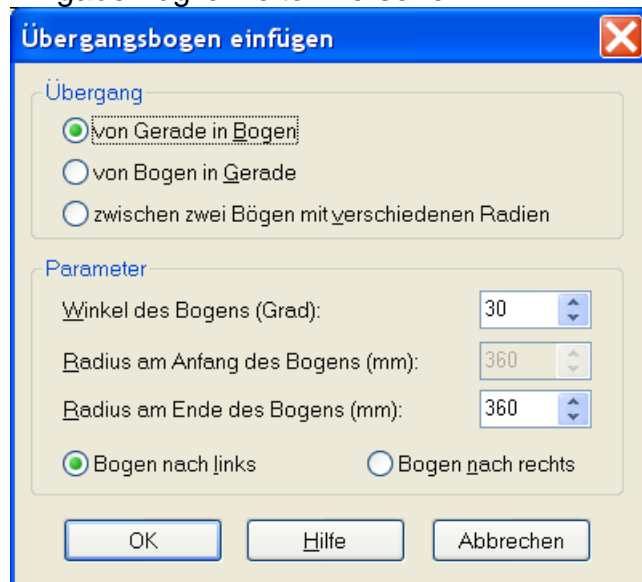 Übergangsbogen einfügen
Übergang
von Gerade in Bogen
von Bogen in Gerade
zwischen zwei Bögen mit verschiedenen Radien
Parameter
Winkel des Bogens (Grad): 30
Radius am Anfang des Bogens (mm): 360
Radius am Ende des Bogens (mm): 360
Bogen nach links Bogen nach rechts
OK Hilfe Abbrechen